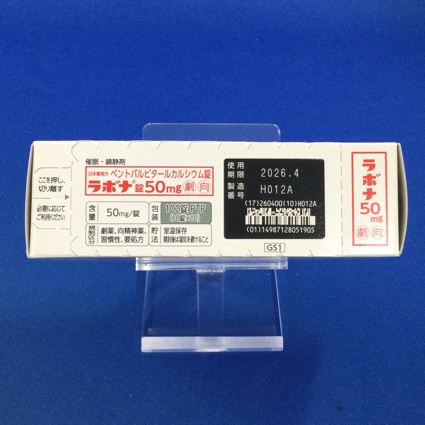 ここを押し、
切り離す
必要に応じて
ご利用ください
催眠・鎮静剤
日本薬局方
ペントバルビタールカルシウム錠
ラボナ®錠50mg 劇 向
含量
50mg/錠
包装
100錠 PTP
(10錠×10)
規制区分
劇薬、向精神薬、
習慣性、処方
貯法
室温保存
開封後は湿気を避けること
使用
期限
2026.4
製造
番号
H012A
(17)260400(10)H012A
(01)14987128051905
GS1
ラボナ®
50mg
劇 向